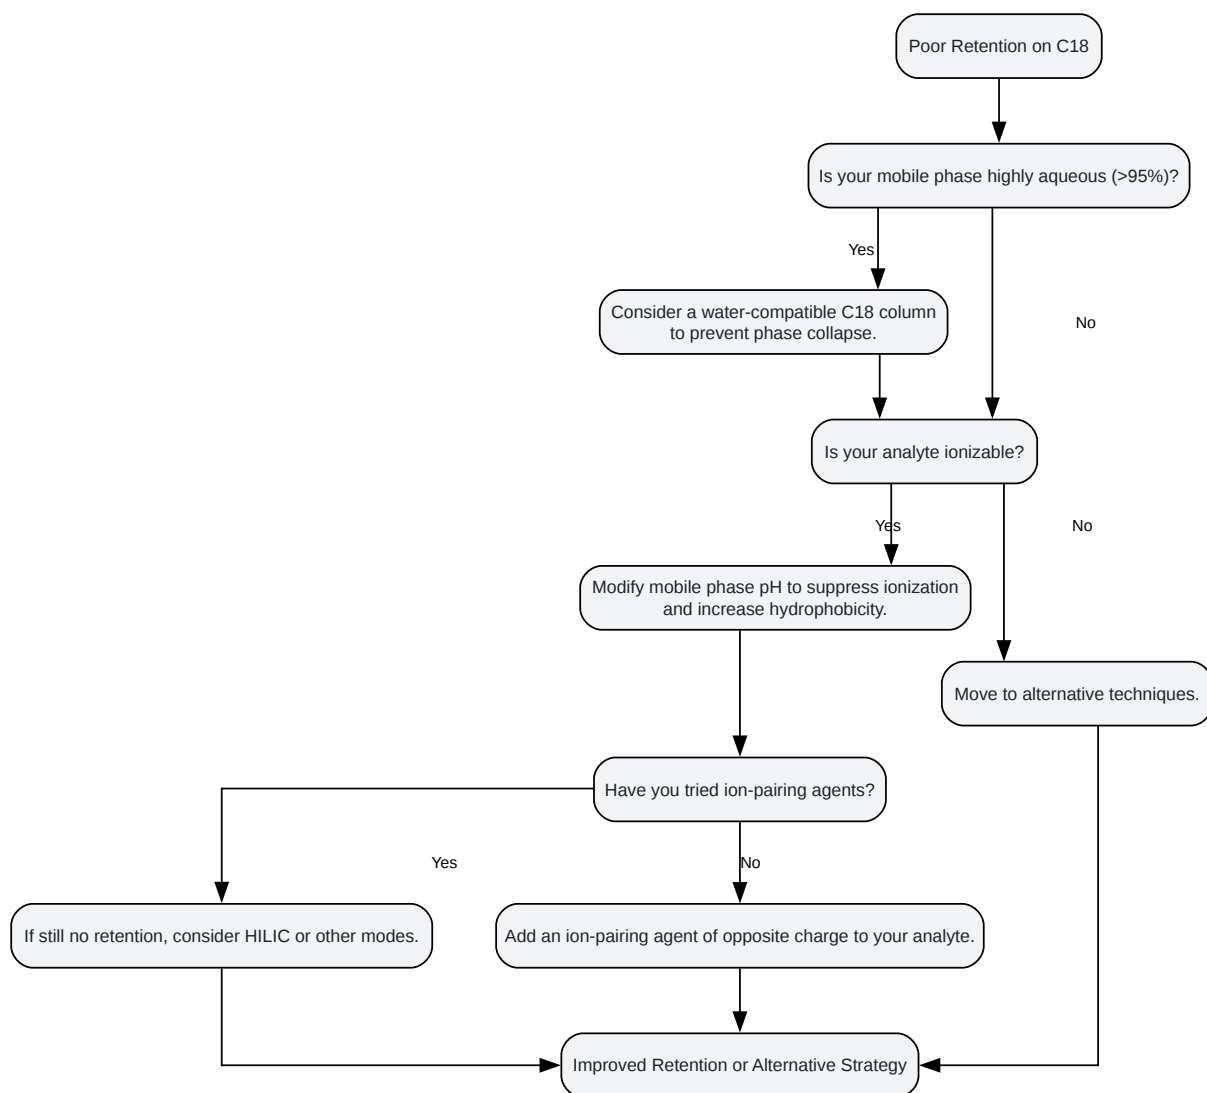 Poor Retention on C18
Is your mobile phase highly aqueous (>95%)?
Yes
Consider a water-compatible C18 column
to prevent phase collapse.
No
Is your analyte ionizable?
Yes
No
Modify mobile phase pH to suppress ionization
and increase hydrophobicity.
Move to alternative techniques.
Have you tried ion-pairing agents?
Yes
No
If still no retention, consider HILIC or other modes.
Add an ion-pairing agent of opposite charge to your analyte.
Improved Retention or Alternative Strategy